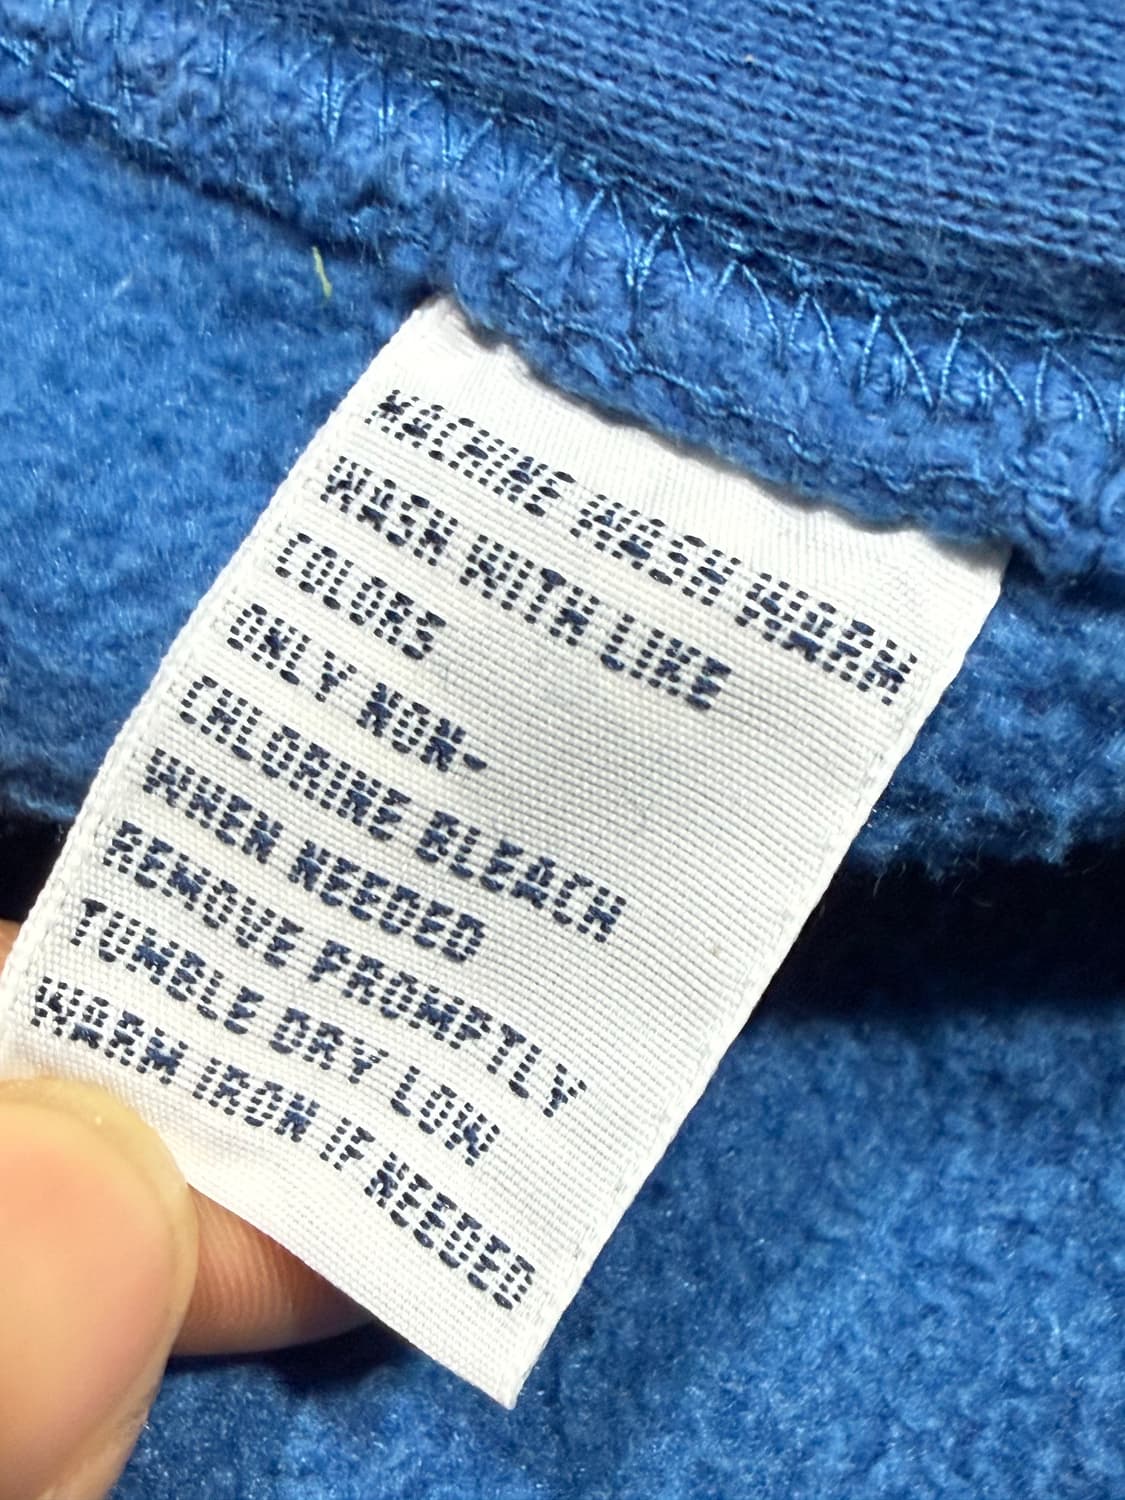 MACHINE WASH WARM
WASH WITH LIKE
COLORS
ONLY NON-
CHLORINE BLEACH
WHEN NEEDED
REMOVE PROMPTLY
TUMBLE DRY LOW
WARM IRON IF NEEDED